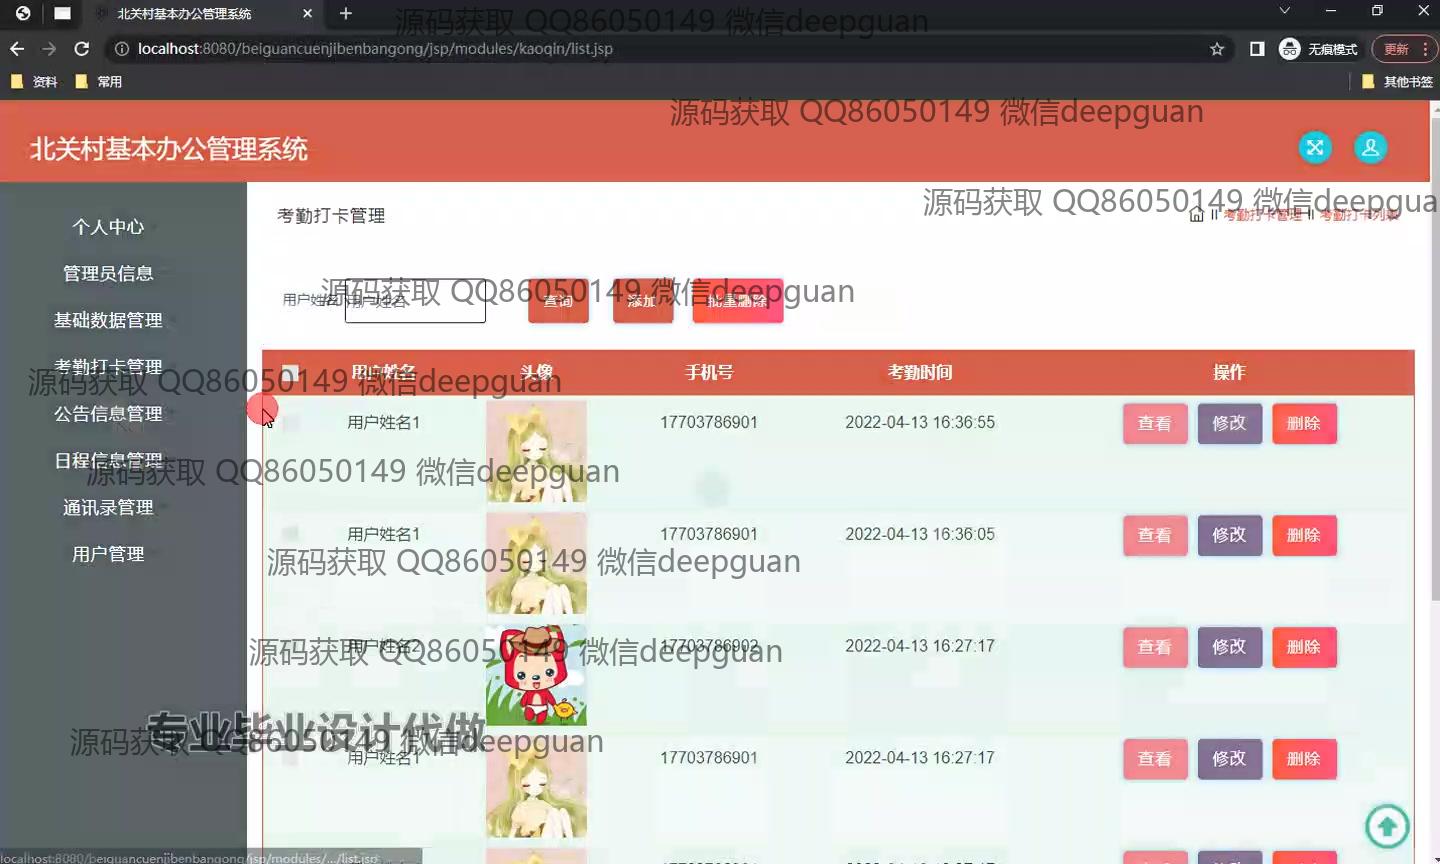 北关村基本办公管理系统
源码获取 QQ86050149 微信deepguan
localhost:8080/beiguancuenjibenbangong/jsp/modules/kaoqin/list.jsp
无痕模式
更新
资料
常用
其他书签
源码获取 QQ86050149 微信deepguan
北关村基本办公管理系统
源码获取 QQ86050149 微信deepgua
考勤打卡管理
考勤打卡管理
考勤打卡列表
个人中心
管理员信息
基础数据管理
考勤打卡管理
公告信息管理
日程信息管理
通讯录管理
用户管理
源码获取 QQ86050149 微信deepguan
用户姓名
用户姓名
查询
添加
批量删除
源码获取 QQ86050149 微信deepguan
用户姓名 头像 手机号 考勤时间 操作
用户姓名1 17703786901 2022-04-13 16:36:55 查看 修改 删除
源码获取 QQ86050149 微信deepguan
用户姓名1 17703786901 2022-04-13 16:36:05 查看 修改 删除
源码获取 QQ86050149 微信deepguan
用户姓名2 17703786902 2022-04-13 16:27:17 查看 修改 删除
源码获取 QQ86050149 微信deepguan
专业毕业设计代做
源码获取 QQ86050149 微信deepguan
用户姓名1 17703786901 2022-04-13 16:27:17 查看 修改 删除
localhost:8080/beiguancuenjibenbangong/jsp/modules/.../list.jsp